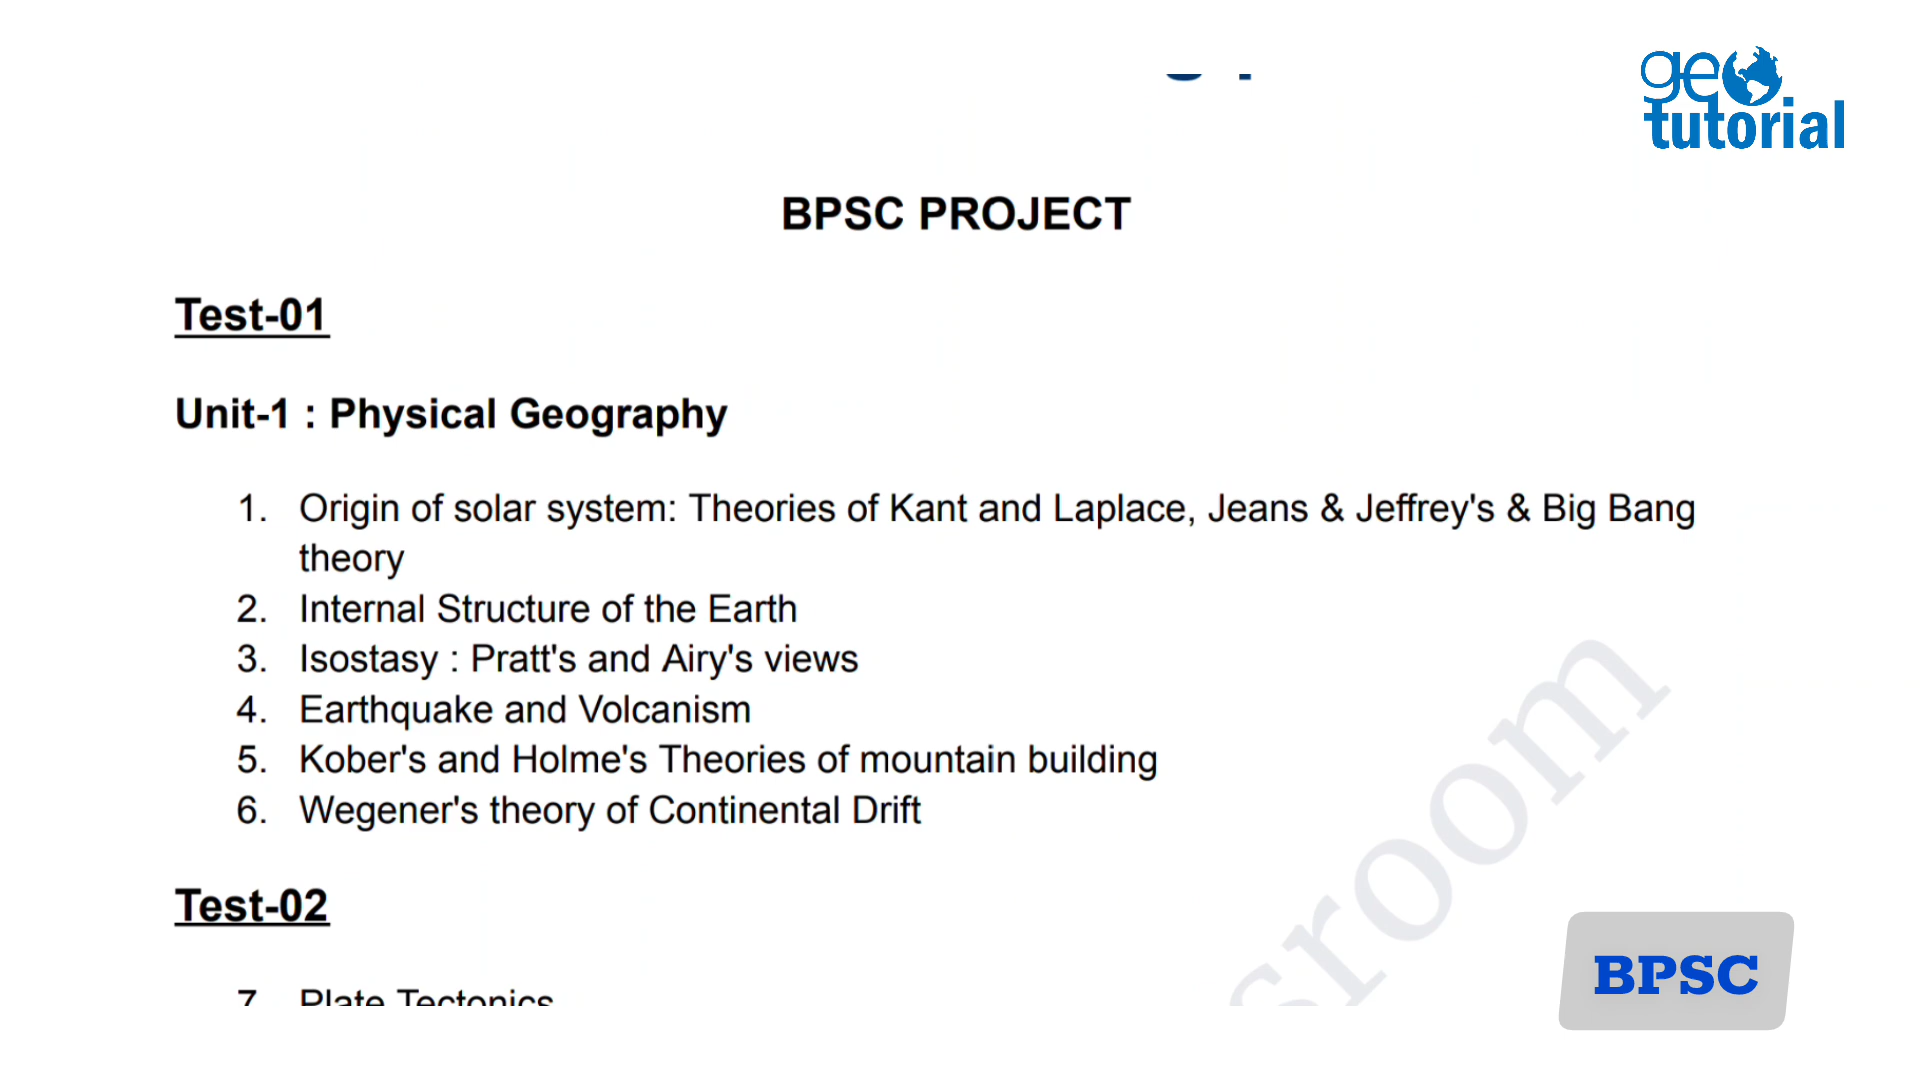 geo
tutorial
BPSC PROJECT
Test-01
Unit-1 : Physical Geography
1. Origin of solar system: Theories of Kant and Laplace, Jeans & Jeffrey's & Big Bang
theory
2. Internal Structure of the Earth
3. Isostasy : Pratt's and Airy's views
4. Earthquake and Volcanism
5. Kober's and Holme's Theories of mountain building
6. Wegener's theory of Continental Drift
Test-02
7. Plate Tectonics
sroom
BPSC